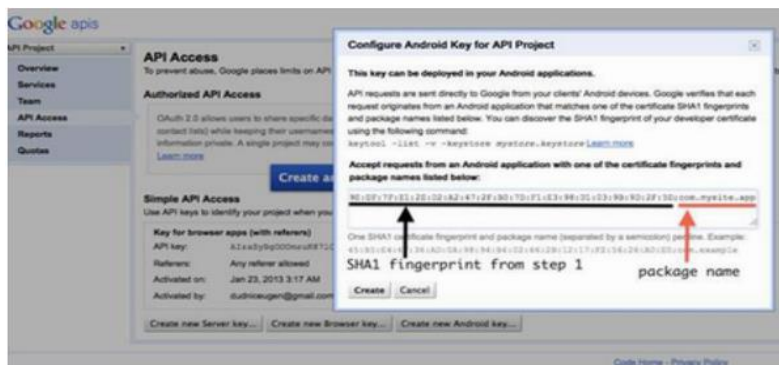 Google apis
API Project
Overview
Services
Team
API Access
Reports
Quotas
API Access
To prevent abuse, Google places limits on API
Authorized API Access
OAuth 2.0 allows users to share specific da
contact lists) while keeping their usernames
information private. A single project may co
Learn more
Create a
Simple API Access
Use API keys to identify your project when you
Key for browser apps (with referers)
API key:
Referers: Any referer allowed
Activated on: Jan 23, 2013 3:17 AM
Activated by: dudniceugen@gmail.com
Create new Server key... Create new Browser key... Create new Android key...
Configure Android Key for API Project
This key can be deployed in your Android applications.
API requests are sent directly to Google from your clients' Android devices. Google verifies that each
request originates from an Android application that matches one of the certificate SHA1 fingerprints
and package names listed below. You can discover the SHA1 fingerprint of your developer certificate
using the following command:
keytool -list -v -keystore mystore.keystore Learn more
Accept requests from an Android application with one of the certificate fingerprints and
package names listed below:
com.mysite.app
One SHA1 certificate fingerprint and package name (separated by a semicolon) per line. Example:
com.example
SHA1 fingerprint from step 1
package name
Create Cancel
Code Home - Privacy Policy